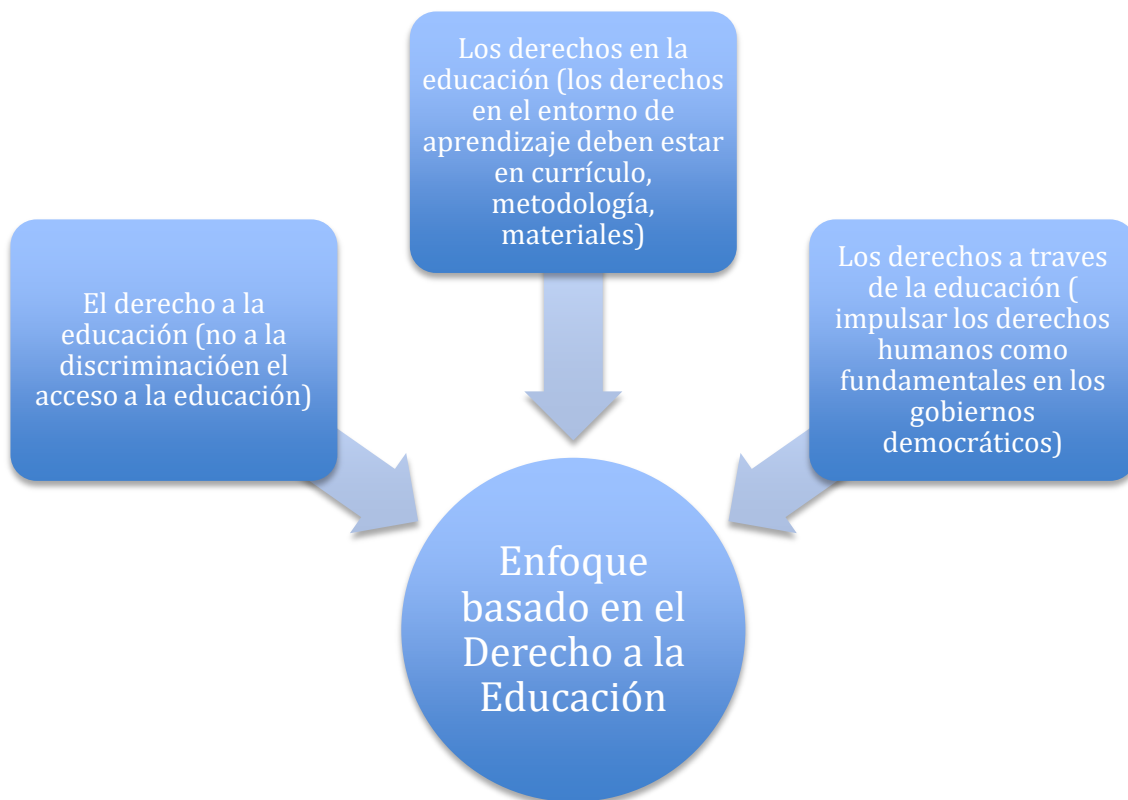 Los derechos en la
educación (los derechos
en el entorno de
aprendizaje deben estar
en currículo,
metodología,
materiales)
El derecho a la
educación (no a la
discriminacióen el
acceso a la educación)
Los derechos a traves
de la educación (
impulsar los derechos
humanos como
fundamentales en los
gobiernos
democráticos)
Enfoque
basado en el
Derecho a la
Educación